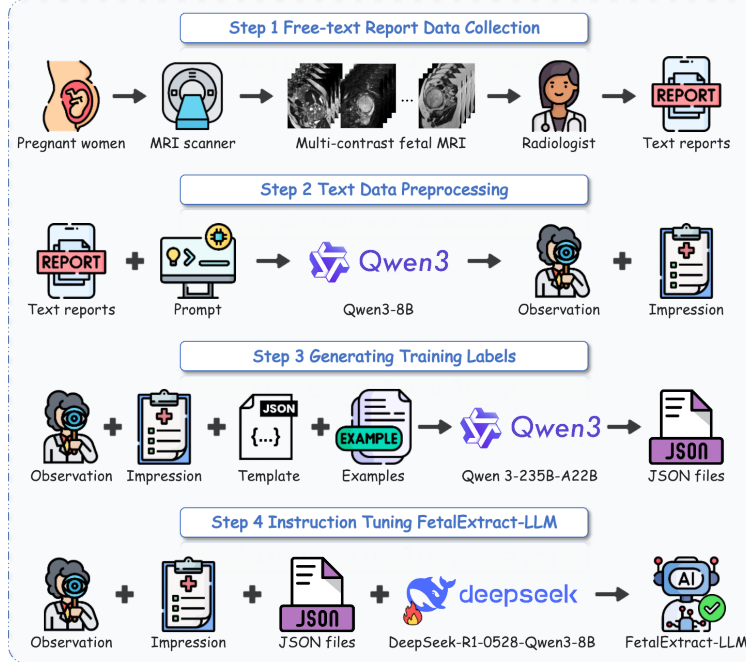 Step 1 Free-text Report Data Collection
...
REPORT
Pregnant women
MRI scanner
Multi-contrast fetal MRI
Radiologist
Text reports
Step 2 Text Data Preprocessing
REPORT
Qwen3
Text reports
Prompt
Qwen3-8B
Observation
Impression
Step 3 Generating Training Labels
JSON
{...}
EXAMPLE
Qwen3
JSON
Observation
Impression
Template
Examples
Qwen 3-235B-A22B
JSON files
Step 4 Instruction Tuning FetalExtract-LLM
JSON
deepseek
AI
Observation
Impression
JSON files
DeepSeek-R1-0528-Qwen3-8B
FetalExtract-LLM